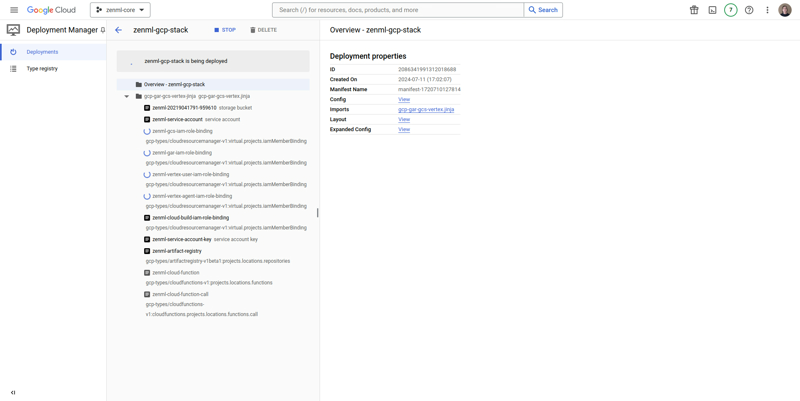 Google Cloud
zenml-core
Search (/) for resources, docs, products, and more
Search
7
Deployment Manager
zenml-gcp-stack
STOP
DELETE
Overview - zenml-gcp-stack
Deployments
Type registry
zenml-gcp-stack is being deployed
Overview - zenml-gcp-stack
gcp-gar-gcs-vertex-jinja gcp-gar-gcs-vertex.jinja
zenml-20219041791-959610 storage bucket
zenml-service-account service account
zenml-gcs-iam-role-binding
gcp-types/cloudresourcemanager-v1:virtual.projects.iamMemberBinding
zenml-gar-iam-role-binding
gcp-types/cloudresourcemanager-v1:virtual.projects.iamMemberBinding
zenml-vertex-user-iam-role-binding
gcp-types/cloudresourcemanager-v1:virtual.projects.iamMemberBinding
zenml-vertex-agent-iam-role-binding
gcp-types/cloudresourcemanager-v1:virtual.projects.iamMemberBinding
zenml-cloud-build-iam-role-binding
gcp-types/cloudresourcemanager-v1:virtual.projects.iamMemberBinding
zenml-service-account-key service account key
zenml-artifact-registry
gcp-types/artifactregistry-v1beta1:projects.locations.repositories
zenml-cloud-function
gcp-types/cloudfunctions-v1:projects.locations.functions
zenml-cloud-function-call
gcp-types/cloudfunctions-
v1:cloudfunctions.projects.locations.functions.call
Deployment properties
ID 2086341991312018688
Created On 2024-07-11 (17:02:07)
Manifest Name manifest-1720710127814
Config View
Imports gcp-gar-gcs-vertex.jinja
Layout View
Expanded Config View